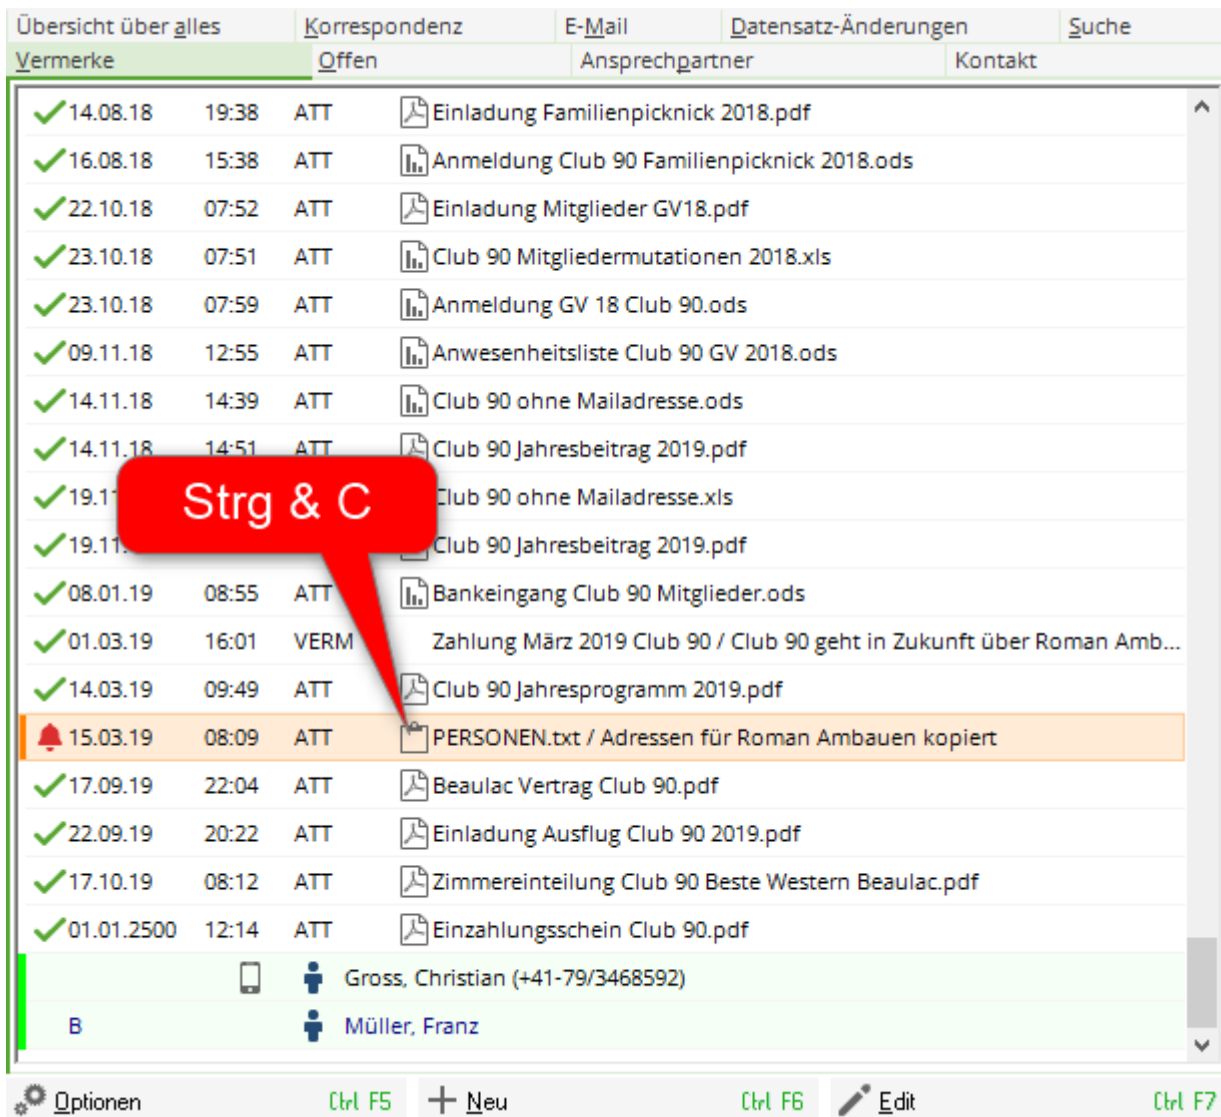 Übersicht über alles Korrespondenz E-Mail Datensatz-Änderungen Suche
Vermerke Offen Ansprechpartner Kontakt
14.08.18 19:38 ATT Einladung Familienpicknick 2018.pdf
16.08.18 15:38 ATT Anmeldung Club 90 Familienpicknick 2018.ods
22.10.18 07:52 ATT Einladung Mitglieder GV18.pdf
23.10.18 07:51 ATT Club 90 Mitgliedermutationen 2018.xls
23.10.18 07:59 ATT Anmeldung GV 18 Club 90.ods
09.11.18 12:55 ATT Anwesenheitsliste Club 90 GV 2018.ods
14.11.18 14:39 ATT Club 90 ohne Mailadresse.ods
14.11.18 14:51 ATT Club 90 Jahresbeitrag 2019.pdf
19.11 Club 90 ohne Mailadresse.xls
Strg & C
19.11. Club 90 Jahresbeitrag 2019.pdf
08.01.19 08:55 ATT Bankeingang Club 90 Mitglieder.ods
01.03.19 16:01 VERM Zahlung März 2019 Club 90 / Club 90 geht in Zukunft über Roman Amb...
14.03.19 09:49 ATT Club 90 Jahresprogramm 2019.pdf
15.03.19 08:09 ATT PERSONEN.txt / Adressen für Roman Ambauen kopiert
17.09.19 22:04 ATT Beaulac Vertrag Club 90.pdf
22.09.19 20:22 ATT Einladung Ausflug Club 90 2019.pdf
17.10.19 08:12 ATT Zimmereinteilung Club 90 Beste Western Beaulac.pdf
01.01.2500 12:14 ATT Einzahlungsschein Club 90.pdf
Gross, Christian (+41-79/3468592)
B Müller, Franz
Optionen Ctrl F5 Neu Ctrl F6 Edit Ctrl F7